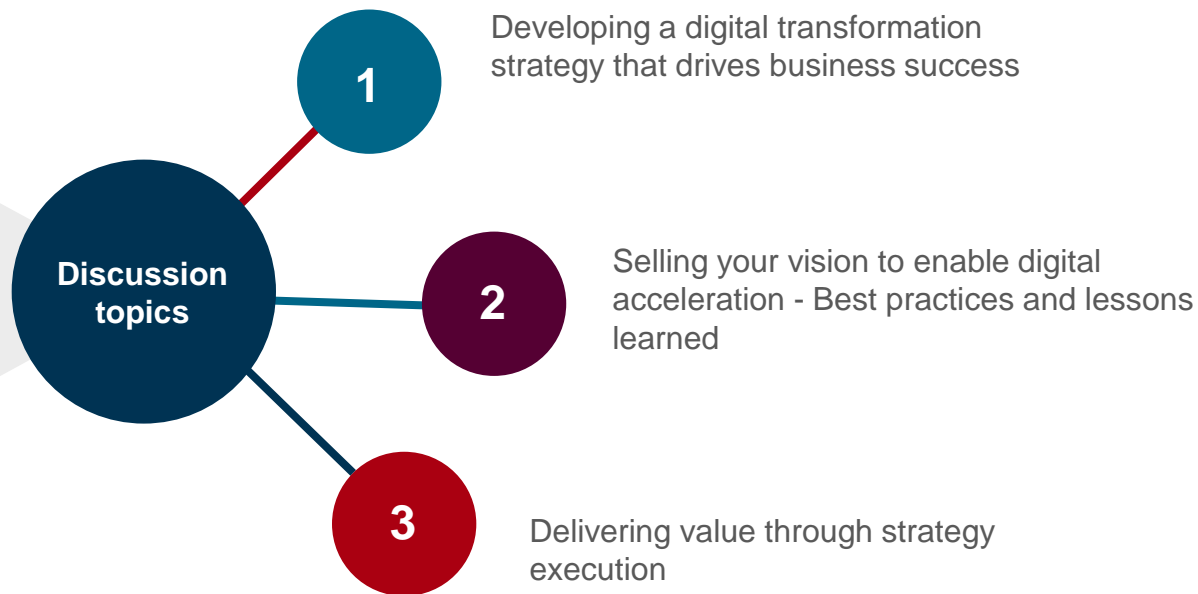 Developing a digital transformation
strategy that drives business success
1
Discussion
topics
Selling your vision to enable digital
acceleration - Best practices and lessons
learned
2
3
Delivering value through strategy
execution